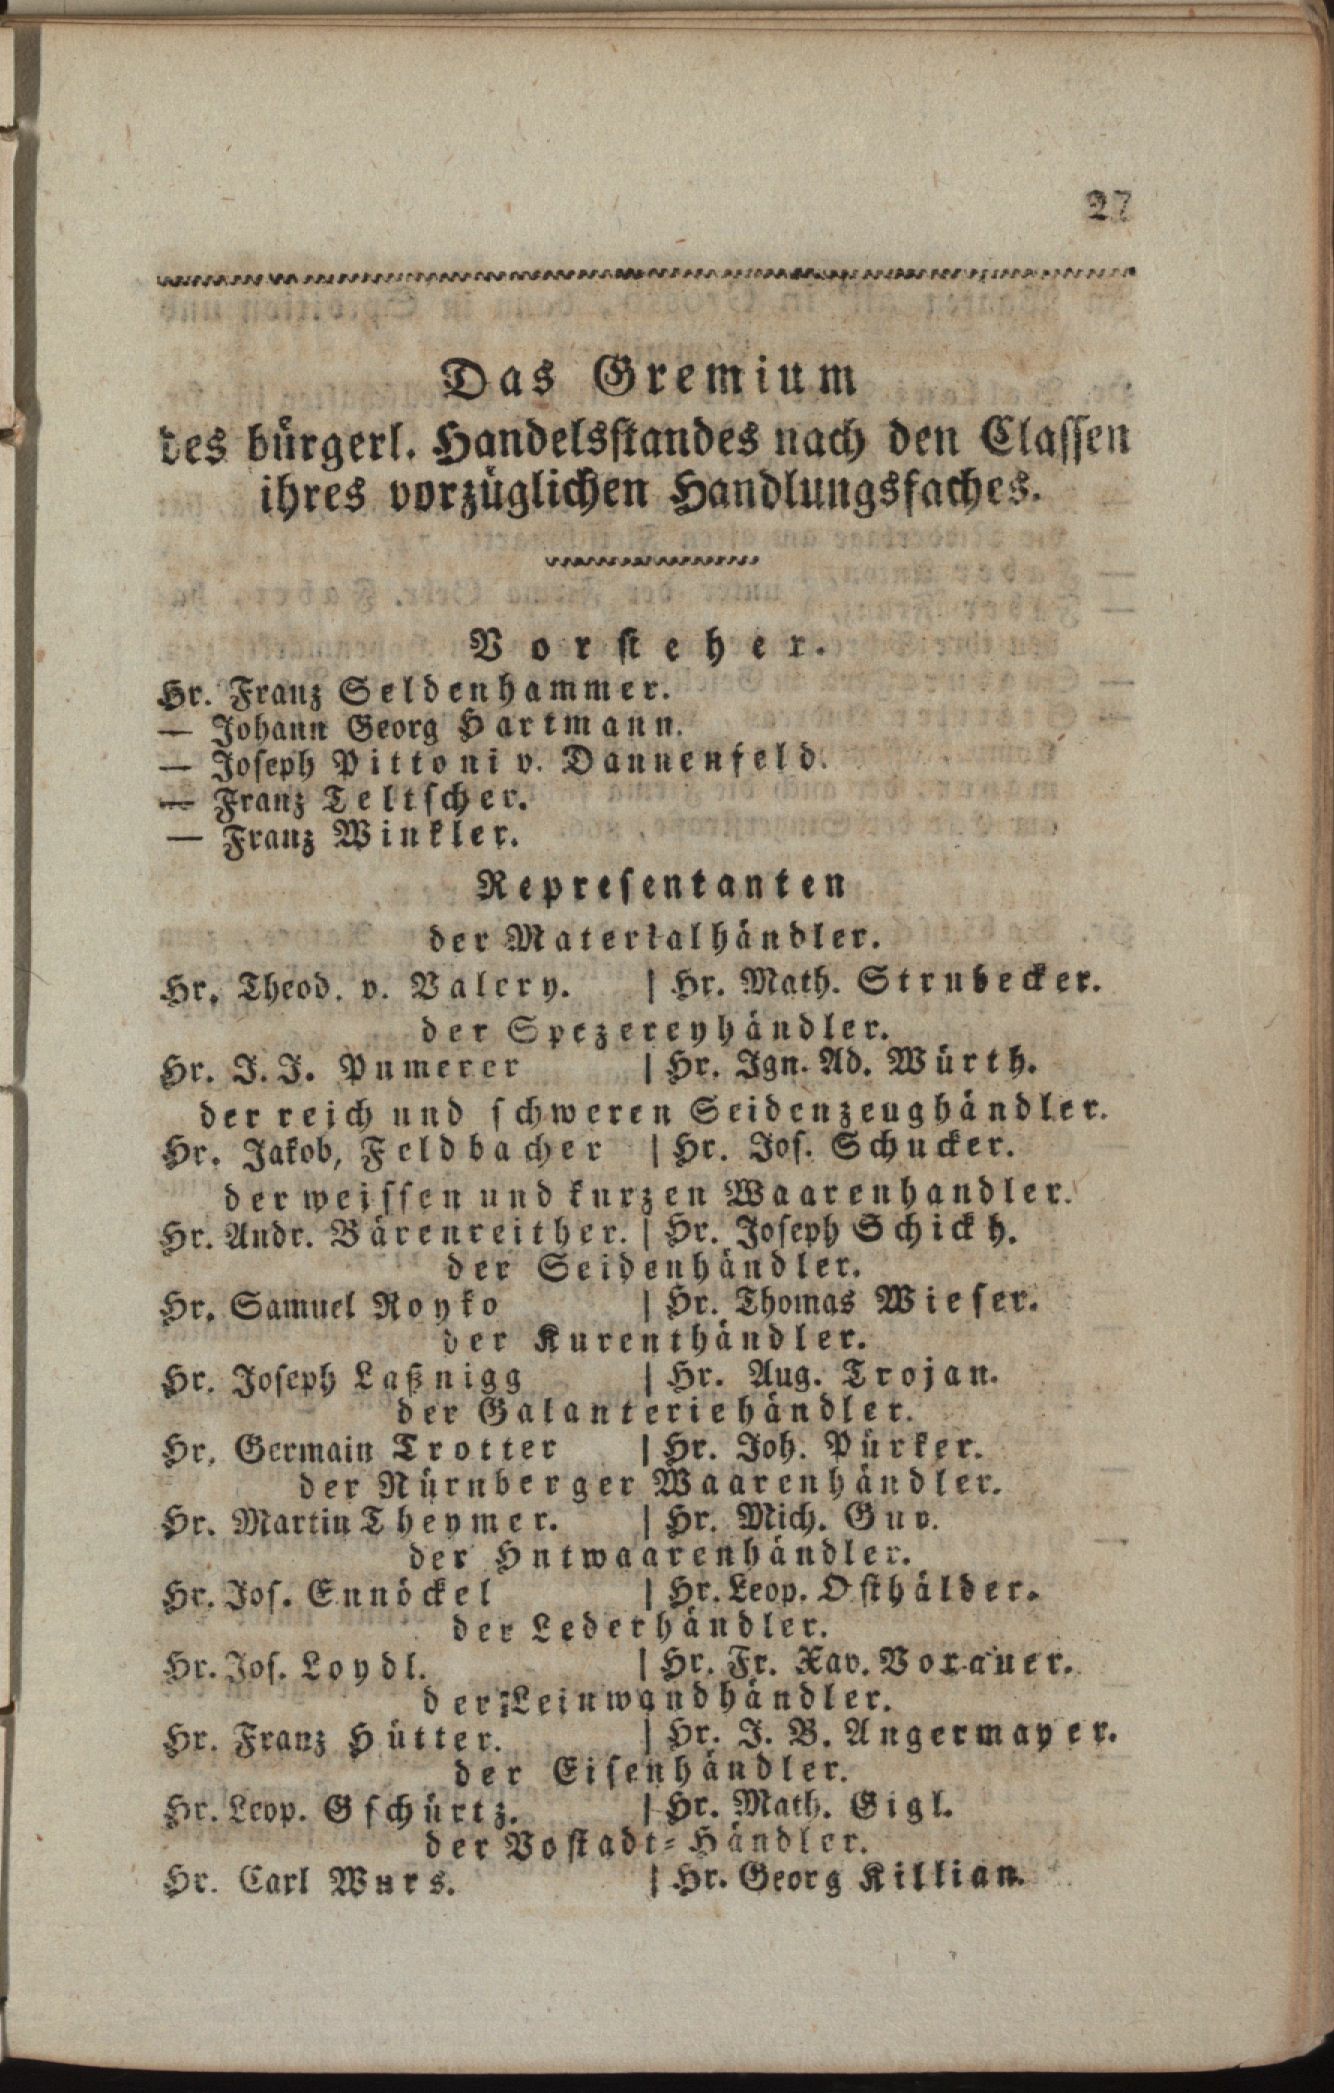 27
Das Gremium
des bürgerl. Handelsstandes nach den Classen
ihres vorzüglichen Handlungsfaches.
Vorsteher.
Hr. Franz Seldenhammer.
— Johann Georg Hartmann.
— Joseph Pittoni v. Dannenfeld.
— Franz Teltscher.
— Franz Winkler.
Represententanten
der Materialhändler.
Hr. Theod. v. Valery. | Hr. Math. Strubecker.
der Spezereyhändler.
Hr. J. J. Pumerer | Hr. Ign. Ad. Würth.
der reich und schweren Seidenzeughändler.
Hr. Jakob, Feldbacher | Hr. Jos. Schucker.
der weissen und kurzen Waarenhandler.
Hr. Andr. Bärenreither. | Hr. Joseph Schickh.
der Seidenhändler.
Hr. Samuel Royko | Hr. Thomas Wieser.
der Kurenthändler.
Hr. Joseph Laßnigg | Hr. Aug. Trojan.
der Galanteriehändler.
Hr. Germain Trotter | Hr. Joh. Pürker.
der Nürnberger Waarenhändler.
Hr. Martin Theymer. | Hr. Mich. Guv.
der Hntwaarenhändler.
Hr. Jos. Ennöckel | Hr. Leop. Osthälder.
der Lederhändler.
Hr. Jos. Loydl. | Hr. Fr. Xav. Vorauer.
der Leinwandhändler.
Hr. Franz Hütter. | Hr. J. B. Angermayer.
der Eisenhändler.
Hr. Leop. Gschürtz. | Hr. Math. Gigl.
der Vostadt-Händler.
Hr. Carl Wurs. | Hr. Georg Killian.